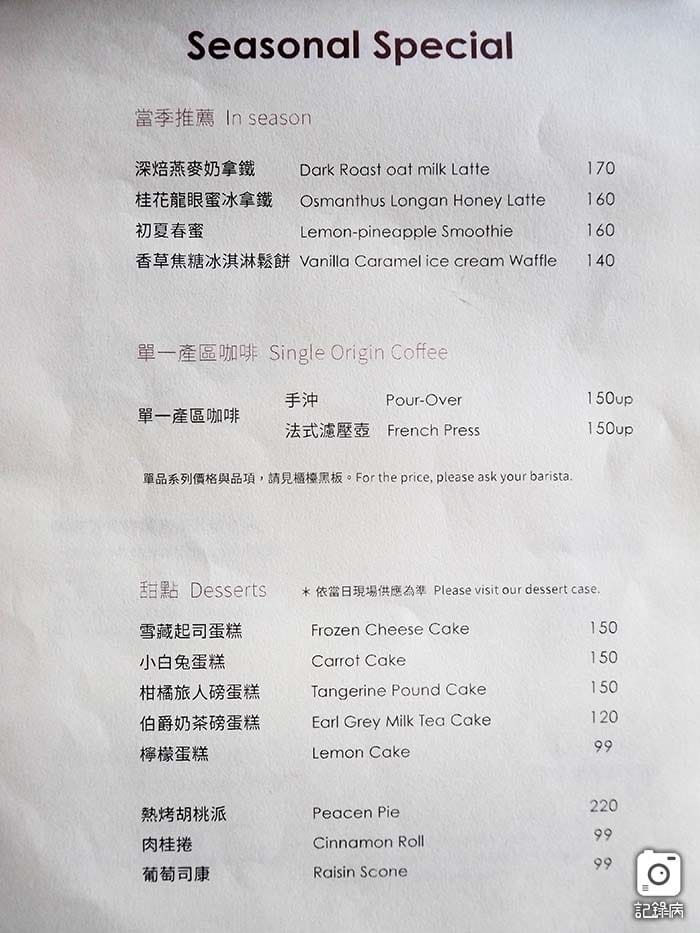 Seasonal Special
當季推薦 In season
深焙燕麥奶拿鐵 Dark Roast oat milk Latte 170
桂花龍眼蜜冰拿鐵 Osmanthus Longan Honey Latte 160
初夏春蜜 Lemon-pineapple Smoothie 160
香草焦糖冰淇淋鬆餅 Vanilla Caramel ice cream Waffle 140
單一產區咖啡 Single Origin Coffee
手沖 Pour-Over 150up
單一產區咖啡
法式濾壓壺 French Press 150up
單品系列價格與品項，請見櫃檯黑板。For the price, please ask your barista.
甜點 Desserts ＊依當日現場供應為準 Please visit our dessert case.
雪藏起司蛋糕 Frozen Cheese Cake 150
小白兔蛋糕 Carrot Cake 150
柑橘旅人磅蛋糕 Tangerine Pound Cake 150
伯爵奶茶磅蛋糕 Earl Grey Milk Tea Cake 120
檸檬蛋糕 Lemon Cake 99
熱烤胡桃派 Peacen Pie 220
肉桂捲 Cinnamon Roll 99
葡萄司康 Raisin Scone 99
記錄病